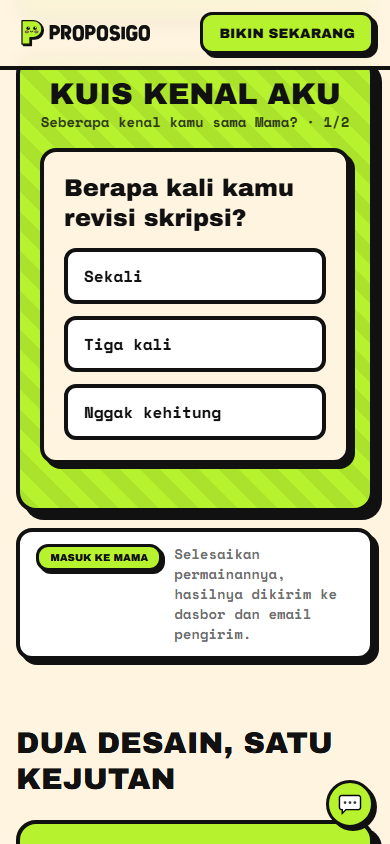 PROPOSIGO
BIKIN SEKARANG
KUIS KENAL AKU
Seberapa kenal kamu sama Mama? · 1/2
Berapa kali kamu
revisi skripsi?
Sekali
Tiga kali
Nggak kehitung
MASUK KE MAMA
Selesaikan
permainannya,
hasilnya dikirim ke
dasbor dan email
pengirim.
DUA DESAIN, SATU
KEJUTAN